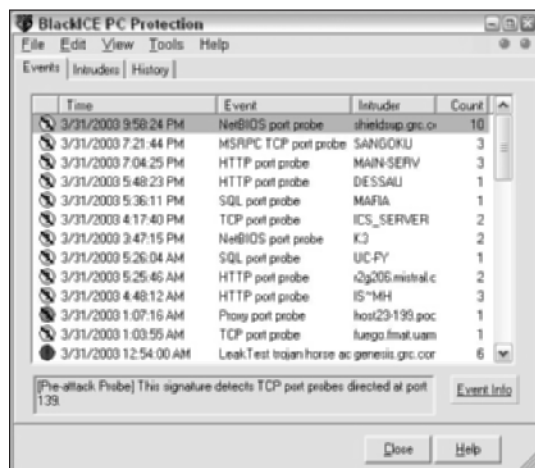 BlackICE PC Protection
File Edit View Tools Help
Events Intruders History
Time Event Intruder Count
3/31/2003 9:58:24 PM NetBIOS port probe shieldsup.grc.co 10
3/31/2003 7:21:44 PM MSRPC TCP port probe SANGOKU 3
3/31/2003 7:04:25 PM HTTP port probe MAIN-SERV 3
3/31/2003 5:48:23 PM HTTP port probe DESSAU 1
3/31/2003 5:36:11 PM SQL port probe MAFIA 1
3/31/2003 4:17:40 PM TCP port probe ICS_SERVER 2
3/31/2003 3:47:15 PM NetBIOS port probe K3 2
3/31/2003 5:26:04 AM SQL port probe UC-FY 1
3/31/2003 5:25:46 AM HTTP port probe r2g206.mistral.c 2
3/31/2003 4:48:12 AM HTTP port probe IS~MH 3
3/31/2003 1:07:16 AM Proxy port probe host23-199.poc 1
3/31/2003 1:03:55 AM TCP port probe fuego.fmat.uam 1
3/31/2003 12:54:00 AM LeakTest trojan horse ac genesis.grc.cor 6
[Pre-attack Probe] This signature detects TCP port probes directed at port
139.
Event Info
Close Help